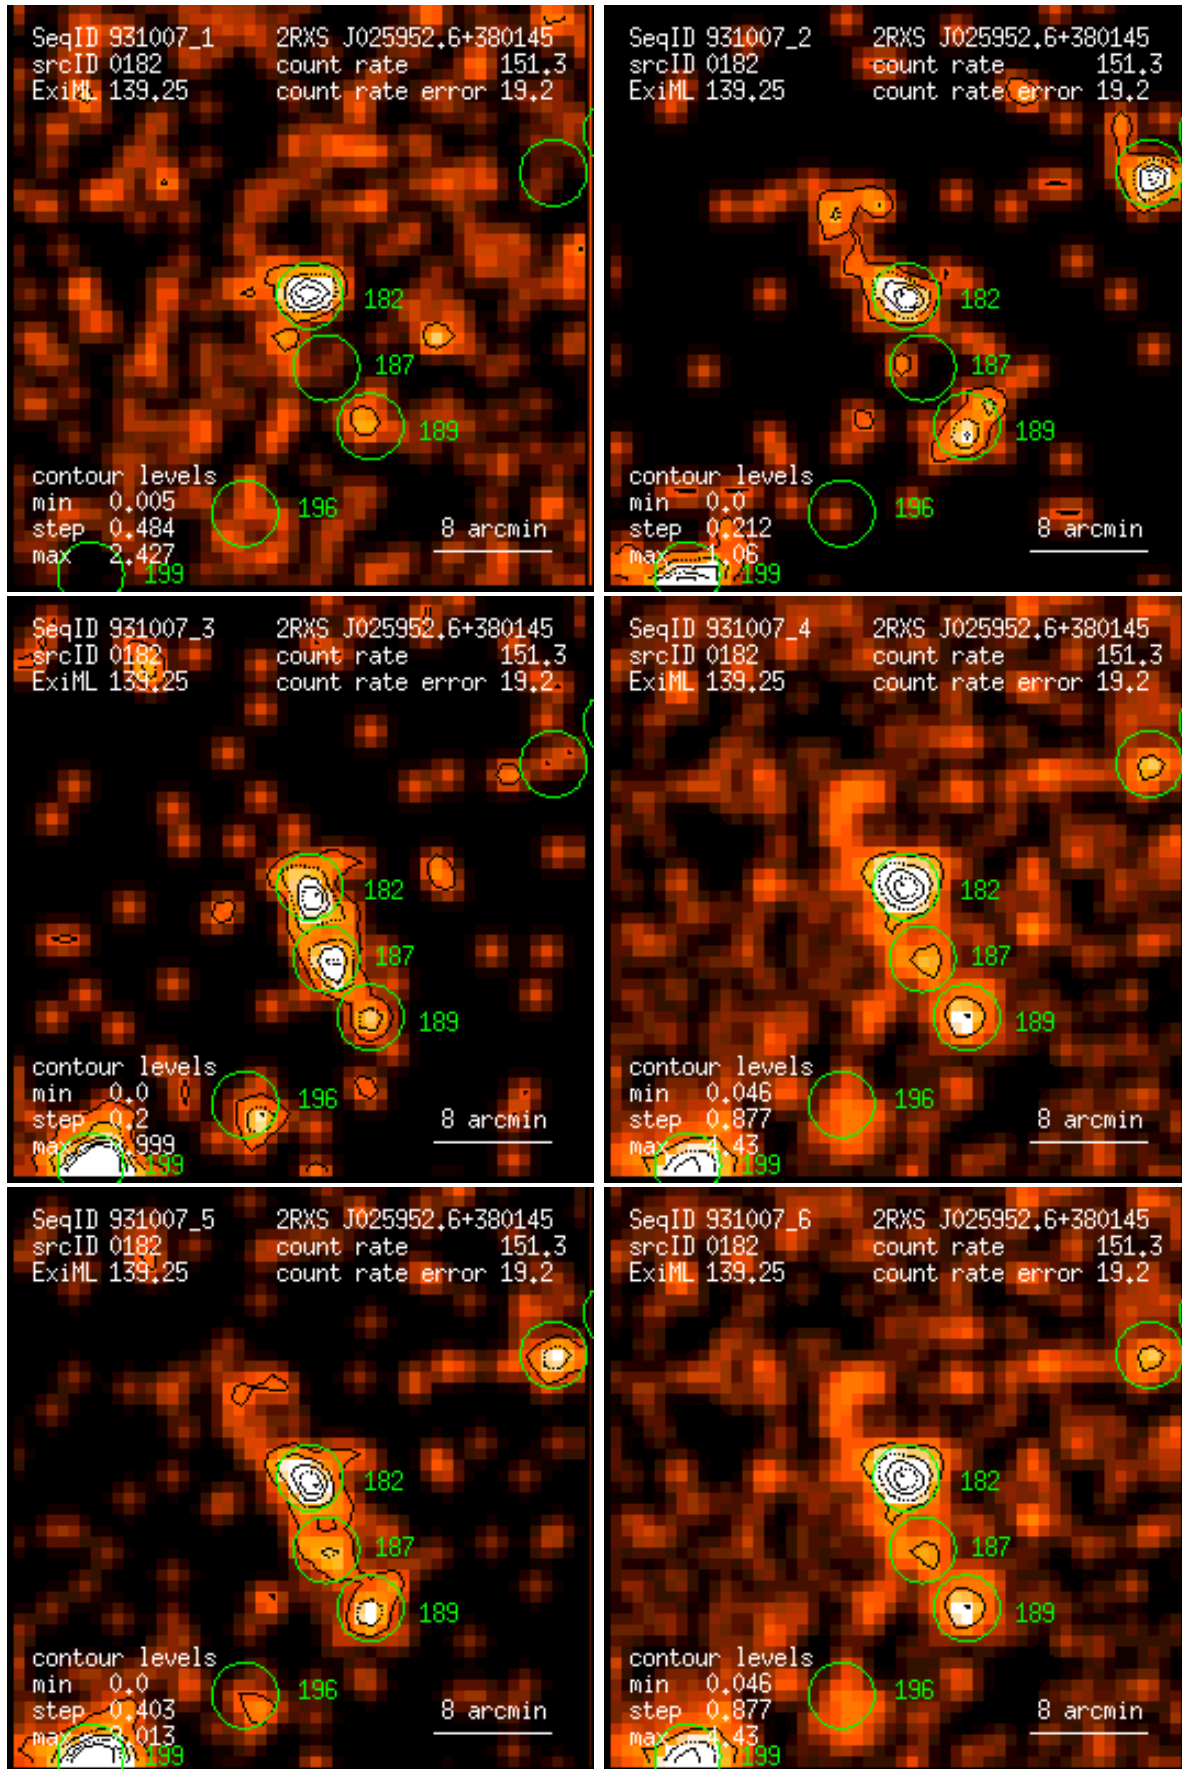 SeqID 931007_1 2RXS J025952.6+380145
srcID 0182 count rate 151.3
ExiML 139.25 count rate error 19.2
182
187
189
contour levels
min 0.005
196
step 0.484
8 arcmin
max 2.427
199
SeqID 931007_2 2RXS J025952.6+380145
srcID 0182 count rate 151.3
ExiML 139.25 count rate error 19.2
182
187
189
contour levels
min 0.0
196
step 0.212
8 arcmin
max 1.06
199
SeqID 931007_3 2RXS J025952.6+380145
srcID 0182 count rate 151.3
ExiML 139.25 count rate error 19.2
182
187
189
contour levels
min 0.0
196
step 0.2
8 arcmin
max
199
SeqID 931007_4 2RXS J025952.6+380145
srcID 0182 count rate 151.3
ExiML 139.25 count rate error 19.2
182
187
189
contour levels
min 0.046
196
step 0.877
8 arcmin
max 4.43
199
SeqID 931007_5 2RXS J025952.6+380145
srcID 0182 count rate 151.3
ExiML 139.25 count rate error 19.2
182
187
189
contour levels
min 0.0
196
step 0.403
8 arcmin
max
199
SeqID 931007_6 2RXS J025952.6+380145
srcID 0182 count rate 151.3
ExiML 139.25 count rate error 19.2
182
187
189
contour levels
min 0.046
196
step 0.877
8 arcmin
max 4.43
199